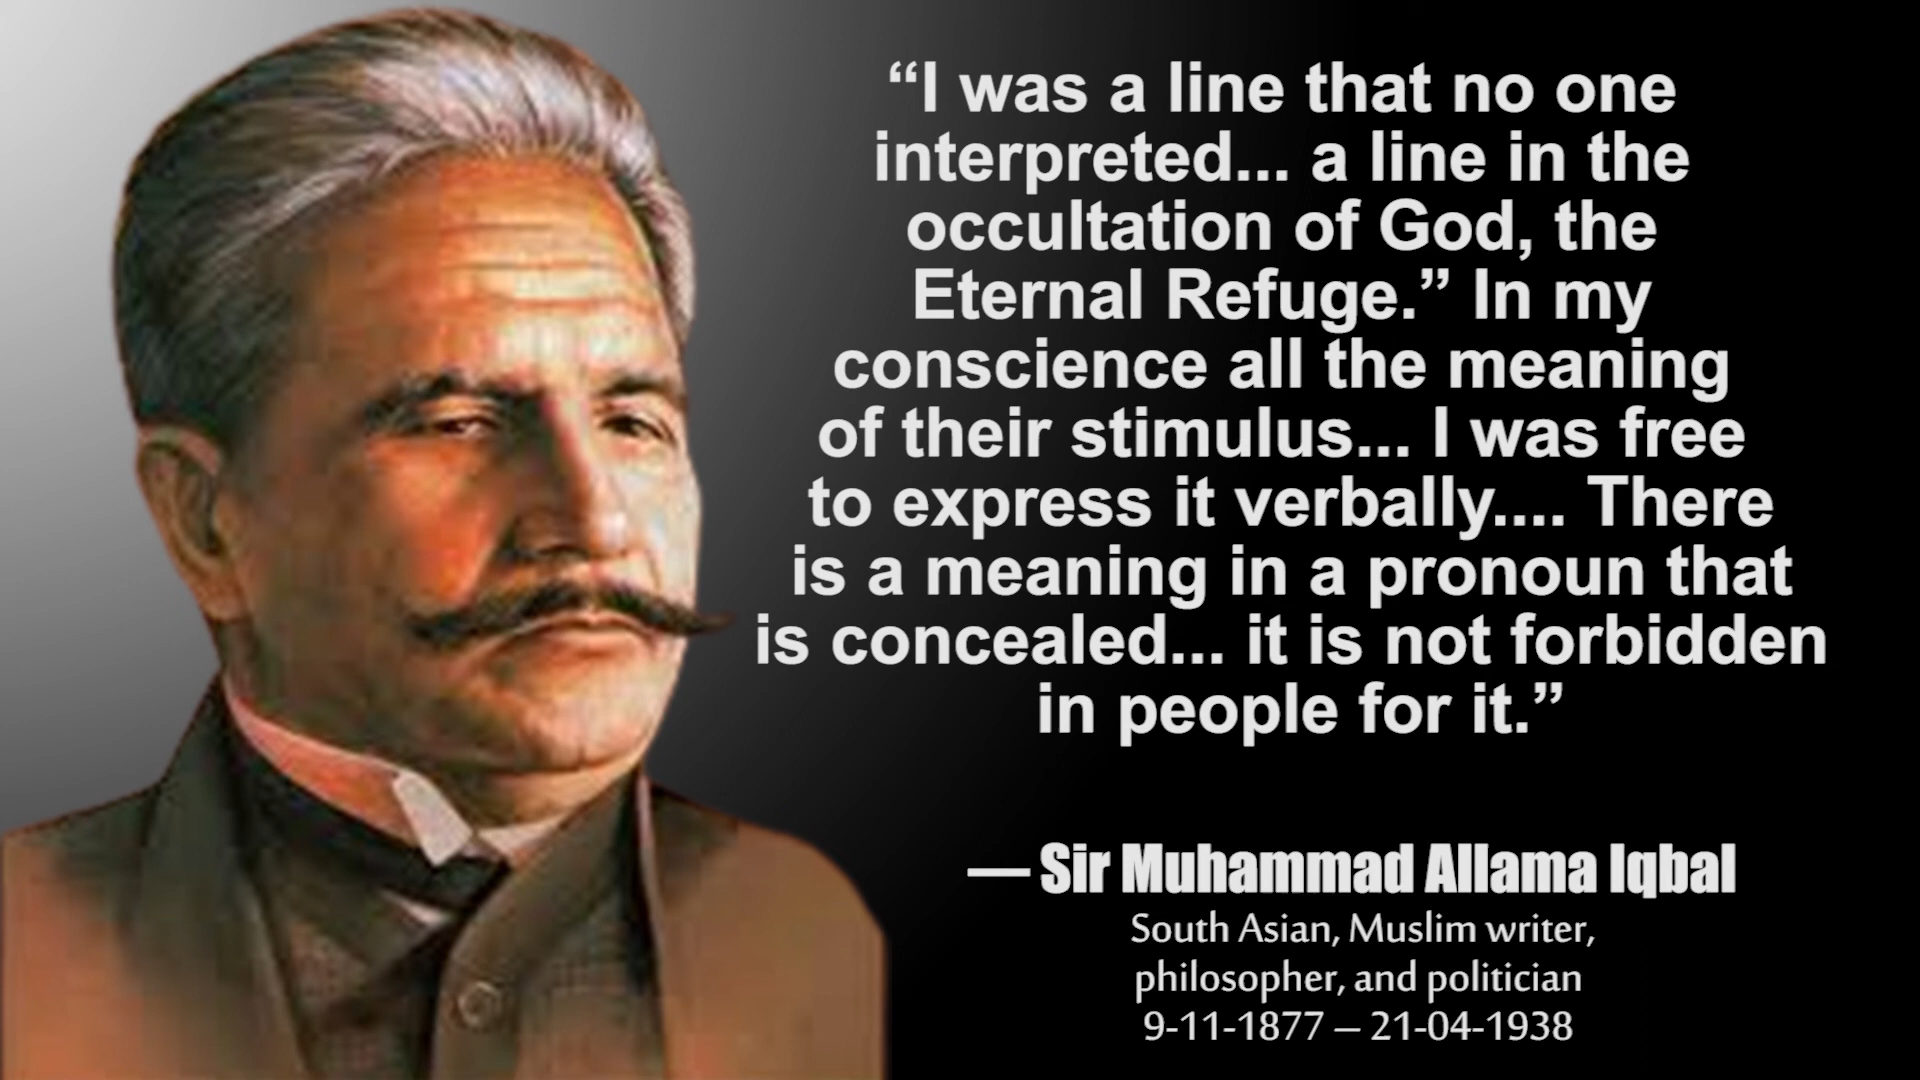 “I was a line that no one
interpreted... a line in the
occultation of God, the
Eternal Refuge.” In my
conscience all the meaning
of their stimulus... I was free
to express it verbally.... There
is a meaning in a pronoun that
is concealed... it is not forbidden
in people for it.”
— Sir Muhammad Allama Iqbal
South Asian, Muslim writer,
philosopher, and politician
9-11-1877 – 21-04-1938